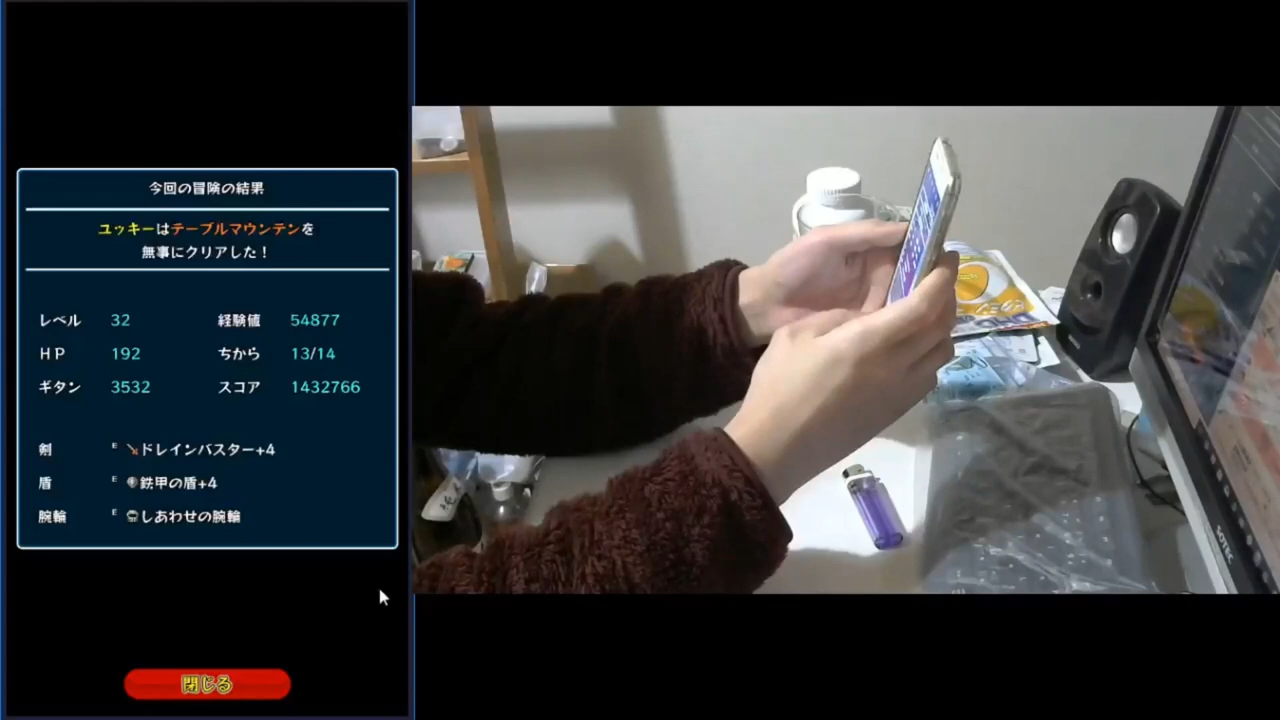 今回の冒険の結果
ユッキーはテーブルマウンテンを
無事にクリアした!
レベル 32 経験値 54877
HP 192 ちから 13/14
ギタン 3532 スコア 1432766
剣 E ドレインバスター+4
盾 E 鉄甲の盾+4
腕輪 E しあわせの腕輪
閉じる
SOTEC